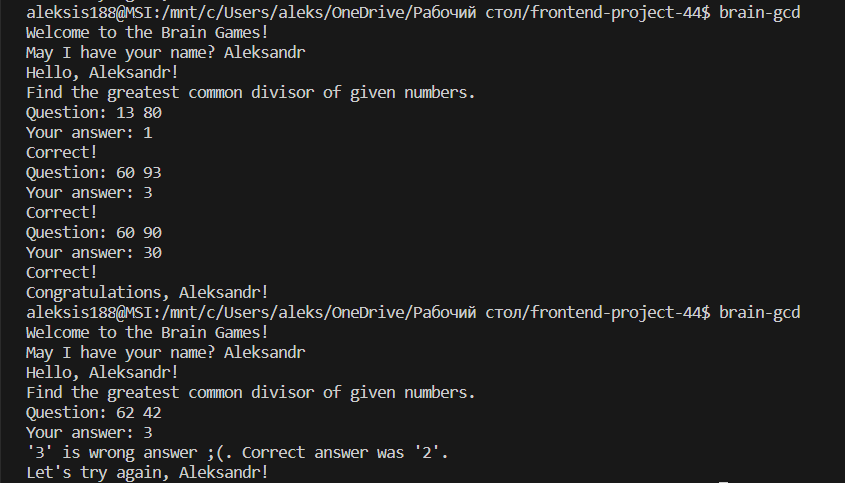 aleksis188@MSI:/mnt/c/Users/aleks/OneDrive/Рабочий стол/frontend-project-44$ brain-gcd
Welcome to the Brain Games!
May I have your name? Aleksandr
Hello, Aleksandr!
Find the greatest common divisor of given numbers.
Question: 13 80
Your answer: 1
Correct!
Question: 60 93
Your answer: 3
Correct!
Question: 60 90
Your answer: 30
Correct!
Congratulations, Aleksandr!
aleksis188@MSI:/mnt/c/Users/aleks/OneDrive/Рабочий стол/frontend-project-44$ brain-gcd
Welcome to the Brain Games!
May I have your name? Aleksandr
Hello, Aleksandr!
Find the greatest common divisor of given numbers.
Question: 62 42
Your answer: 3
'3' is wrong answer ;(. Correct answer was '2'.
Let's try again, Aleksandr!